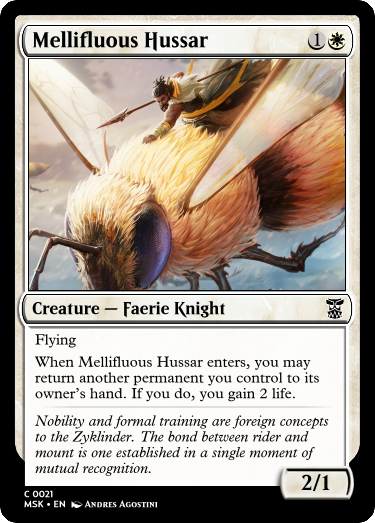 Mellifluous Hussar 1
Creature — Faerie Knight
Flying
When Mellifluous Hussar enters, you may
return another permanent you control to its
owner's hand. If you do, you gain 2 life.
Nobility and formal training are foreign concepts
to the Zyklinder. The bond between rider and
mount is one established in a single moment of
mutual recognition.
2/1
C 0021
MSK • EN Andres Agostini